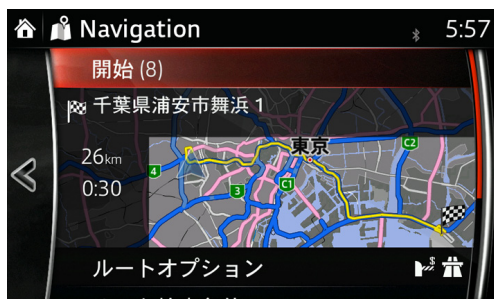 Navigation
5:57
開始 (8)
千葉県浦安市舞浜 1
26km
0:30
東京
C2
4
3
C1
ルートオプション
$